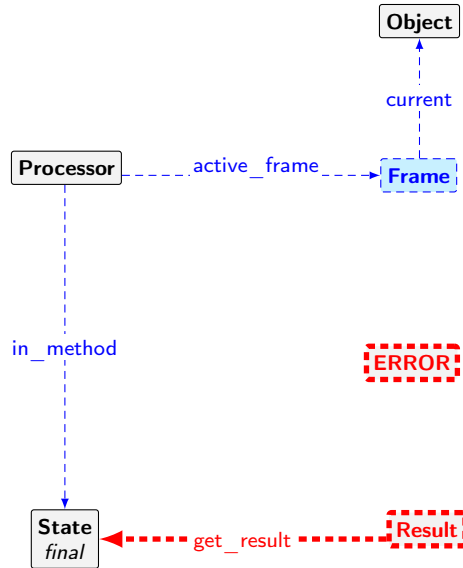 Object
current
Processor
active_frame
Frame
in_method
ERROR
State
final
get_result
Result